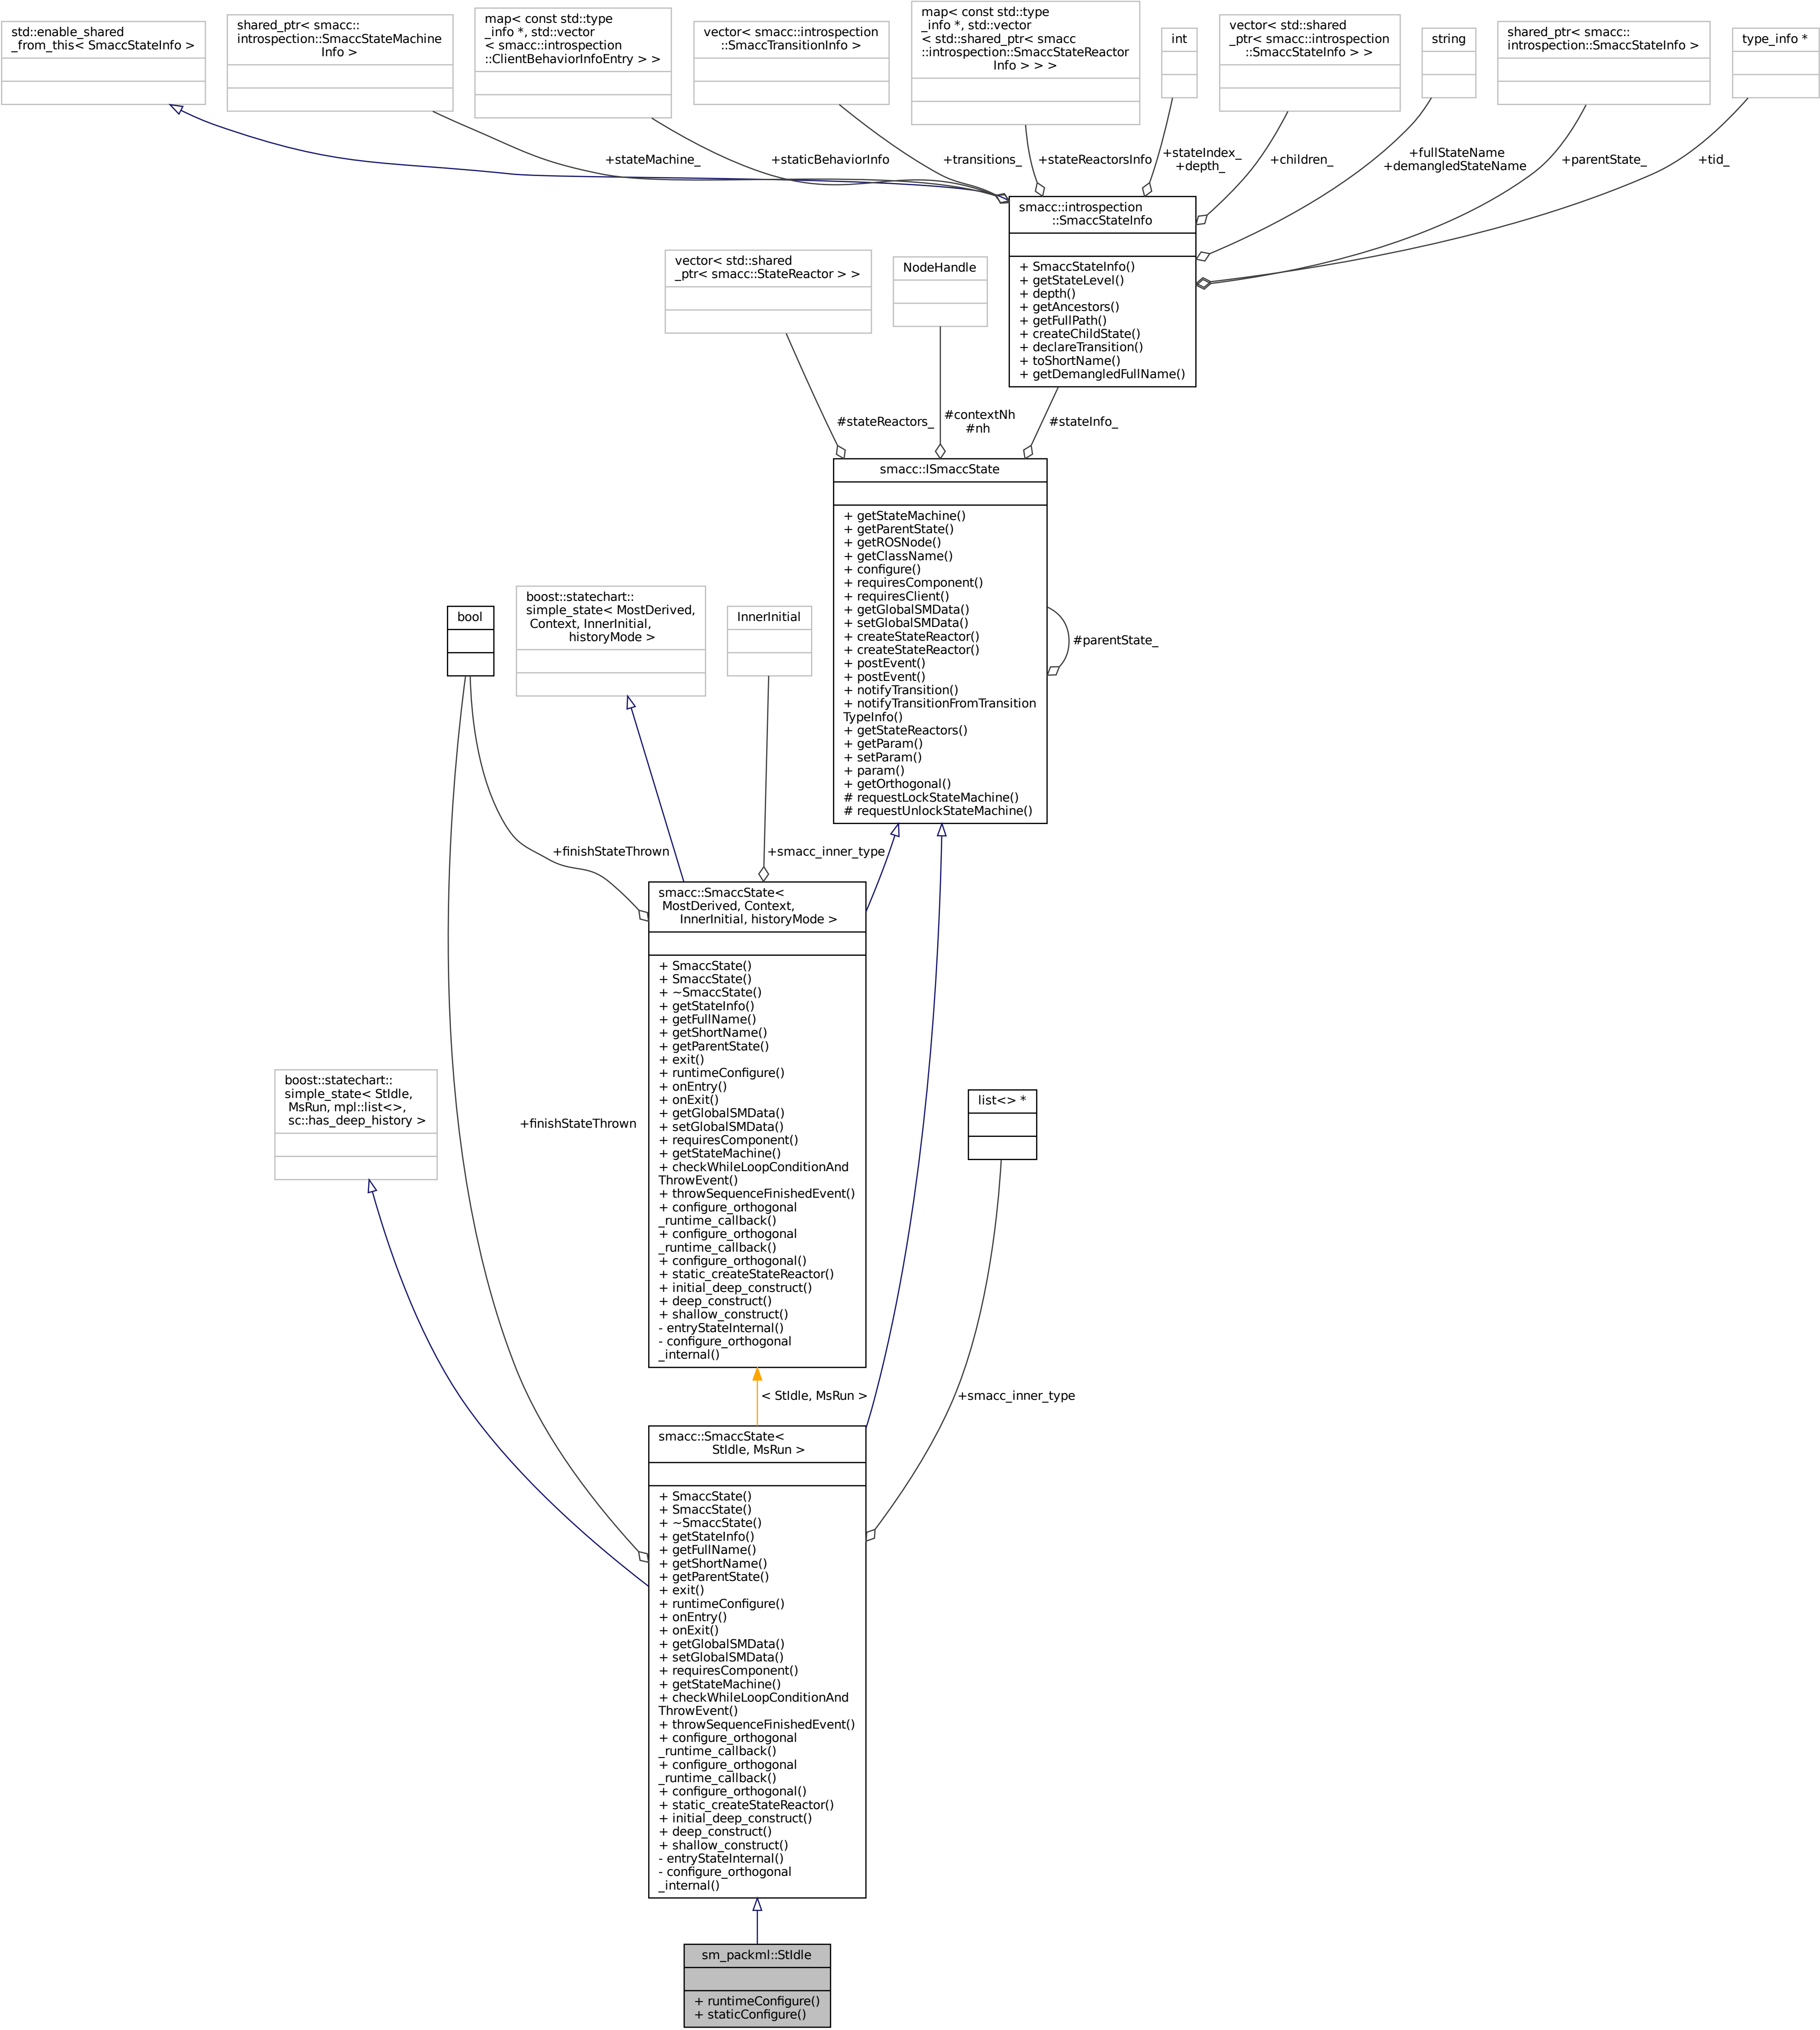 std::enable_shared
_from_this< SmaccStateInfo >
shared_ptr< smacc::
introspection::SmaccStateMachine
Info >
map< const std::type
_info *, std::vector
< smacc::introspection
::ClientBehaviorInfoEntry > >
vector< smacc::introspection
::SmaccTransitionInfo >
map< const std::type
_info *, std::vector
< std::shared_ptr< smacc
::introspection::SmaccStateReactor
Info > > >
int
vector< std::shared
_ptr< smacc::introspection
::SmaccStateInfo > >
string
shared_ptr< smacc::
introspection::SmaccStateInfo >
type_info *
+stateMachine_
+staticBehaviorInfo
+transitions_
+stateReactorsInfo
+stateIndex_
+depth_
+children_
+fullStateName
+demangledStateName
+parentState_
+tid_
smacc::introspection
::SmaccStateInfo
+ SmaccStateInfo()
+ getStateLevel()
+ depth()
+ getAncestors()
+ getFullPath()
+ createChildState()
+ declareTransition()
+ toShortName()
+ getDemangledFullName()
vector< std::shared
_ptr< smacc::StateReactor > >
NodeHandle
#stateReactors_
#contextNh
#nh
#stateInfo_
smacc::ISmaccState
+ getStateMachine()
+ getParentState()
+ getROSNode()
+ getClassName()
+ configure()
+ requiresComponent()
+ requiresClient()
+ getGlobalSMData()
+ setGlobalSMData()
+ createStateReactor()
+ createStateReactor()
+ postEvent()
+ postEvent()
+ notifyTransition()
+ notifyTransitionFromTransition
TypeInfo()
+ getStateReactors()
+ getParam()
+ setParam()
+ param()
+ getOrthogonal()
# requestLockStateMachine()
# requestUnlockStateMachine()
#parentState_
bool
boost::statechart::
simple_state< MostDerived,
Context, InnerInitial,
historyMode >
InnerInitial
+finishStateThrown
+smacc_inner_type
smacc::SmaccState<
MostDerived, Context,
InnerInitial, historyMode >
+ SmaccState()
+ SmaccState()
+ ~SmaccState()
+ getStateInfo()
+ getFullName()
+ getShortName()
+ getParentState()
+ exit()
+ runtimeConfigure()
+ onEntry()
+ onExit()
+ getGlobalSMData()
+ setGlobalSMData()
+ requiresComponent()
+ getStateMachine()
+ checkWhileLoopConditionAnd
ThrowEvent()
+ throwSequenceFinishedEvent()
+ configure_orthogonal
_runtime_callback()
+ configure_orthogonal
_runtime_callback()
+ configure_orthogonal()
+ static_createStateReactor()
+ initial_deep_construct()
+ deep_construct()
+ shallow_construct()
- entryStateInternal()
- configure_orthogonal
_internal()
boost::statechart::
simple_state< StIdle,
MsRun, mpl::list<>,
sc::has_deep_history >
+finishStateThrown
list<> *
< StIdle, MsRun >
+smacc_inner_type
smacc::SmaccState<
StIdle, MsRun >
+ SmaccState()
+ SmaccState()
+ ~SmaccState()
+ getStateInfo()
+ getFullName()
+ getShortName()
+ getParentState()
+ exit()
+ runtimeConfigure()
+ onEntry()
+ onExit()
+ getGlobalSMData()
+ setGlobalSMData()
+ requiresComponent()
+ getStateMachine()
+ checkWhileLoopConditionAnd
ThrowEvent()
+ throwSequenceFinishedEvent()
+ configure_orthogonal
_runtime_callback()
+ configure_orthogonal
_runtime_callback()
+ configure_orthogonal()
+ static_createStateReactor()
+ initial_deep_construct()
+ deep_construct()
+ shallow_construct()
- entryStateInternal()
- configure_orthogonal
_internal()
sm_packml::StIdle
+ runtimeConfigure()
+ staticConfigure()